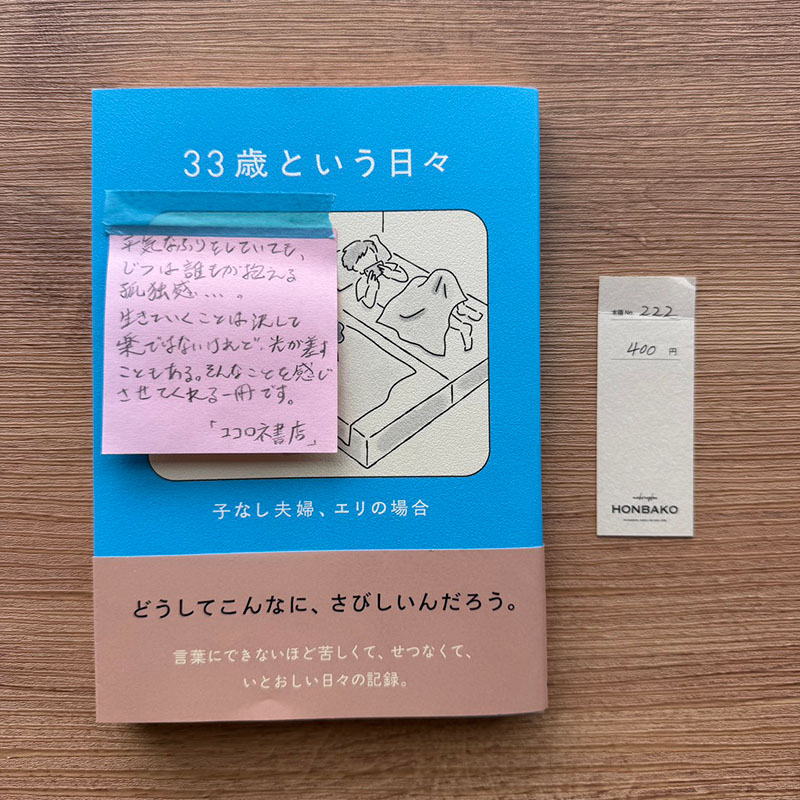 33歳という日々
平気なふりをしていても、
じつは誰もが抱える
孤独感…。
生きていくことは決して
楽ではないけれど、光が差す
こともある。そんなことを感じ
させてくれる一冊です。
「ココロネ書店」
子なし夫婦、エリの場合
どうしてこんなに、さびしいんだろう。
言葉にできないほど苦しくて、せつなくて、
いとおしい日々の記録。
本棚No. 222
400 円
HONBAKO